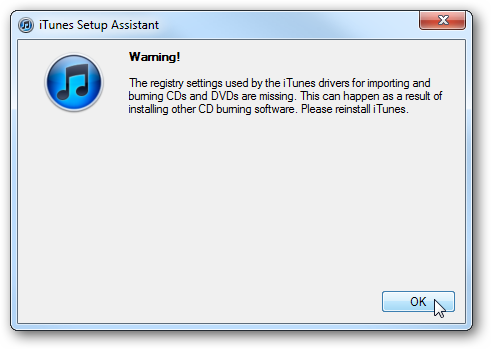 iTunes Setup Assistant
Warning!
The registry settings used by the iTunes drivers for importing and
burning CDs and DVDs are missing. This can happen as a result of
installing other CD burning software. Please reinstall iTunes.
OK